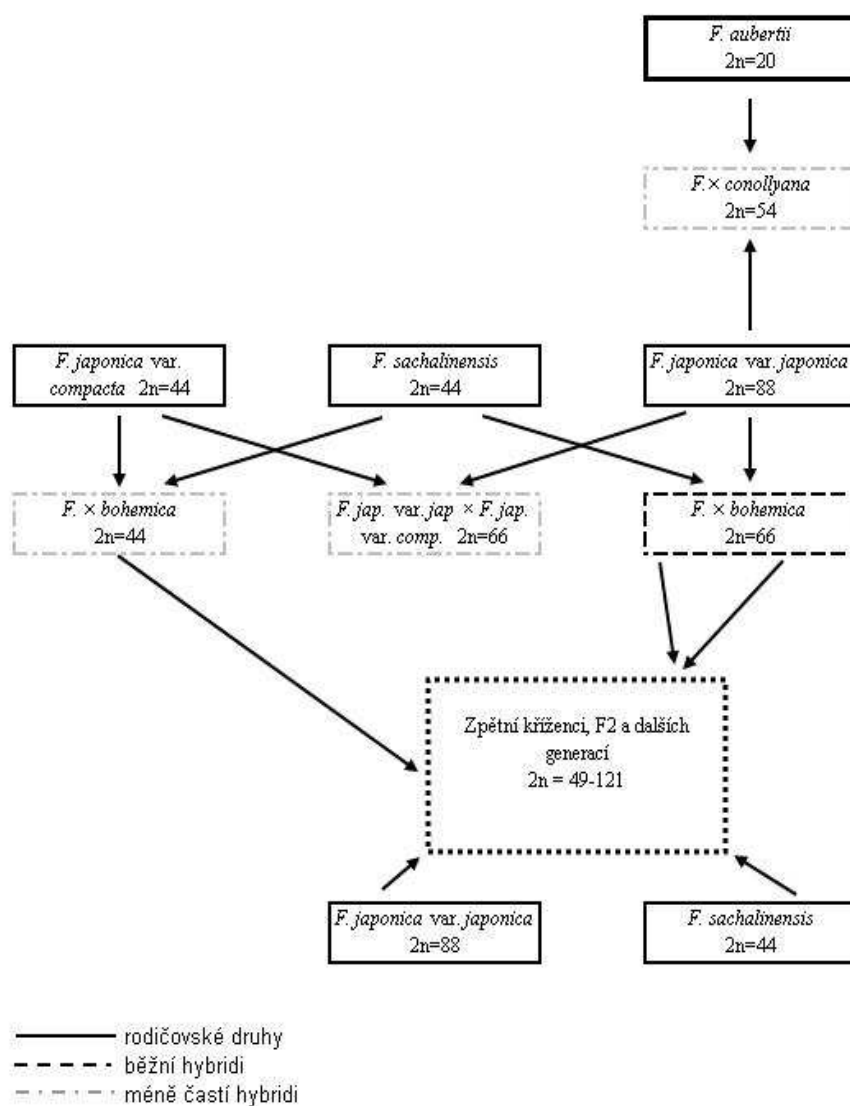 F. aubertii
2n=20
F. × conollyana
2n=54
F. japonica var.
compacta 2n=44
F. sachalinensis
2n=44
F. japonica var. japonica
2n=88
F. × bohemica
2n=44
F. jap. var. jap × F. jap.
var. comp. 2n=66
F. × bohemica
2n=66
Zpětní kříženci, F2 a dalších
generací
2n = 49-121
F. japonica var. japonica
2n=88
F. sachalinensis
2n=44
rodičovské druhy
běžní hybridi
méně častí hybridi